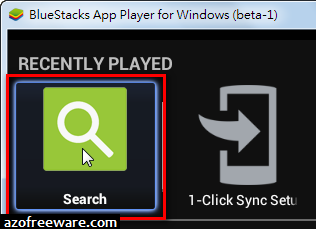 BlueStacks App Player for Windows (beta-1)
RECENTLY PLAYED
Search
1-Click Sync Setu
azofreeware.com